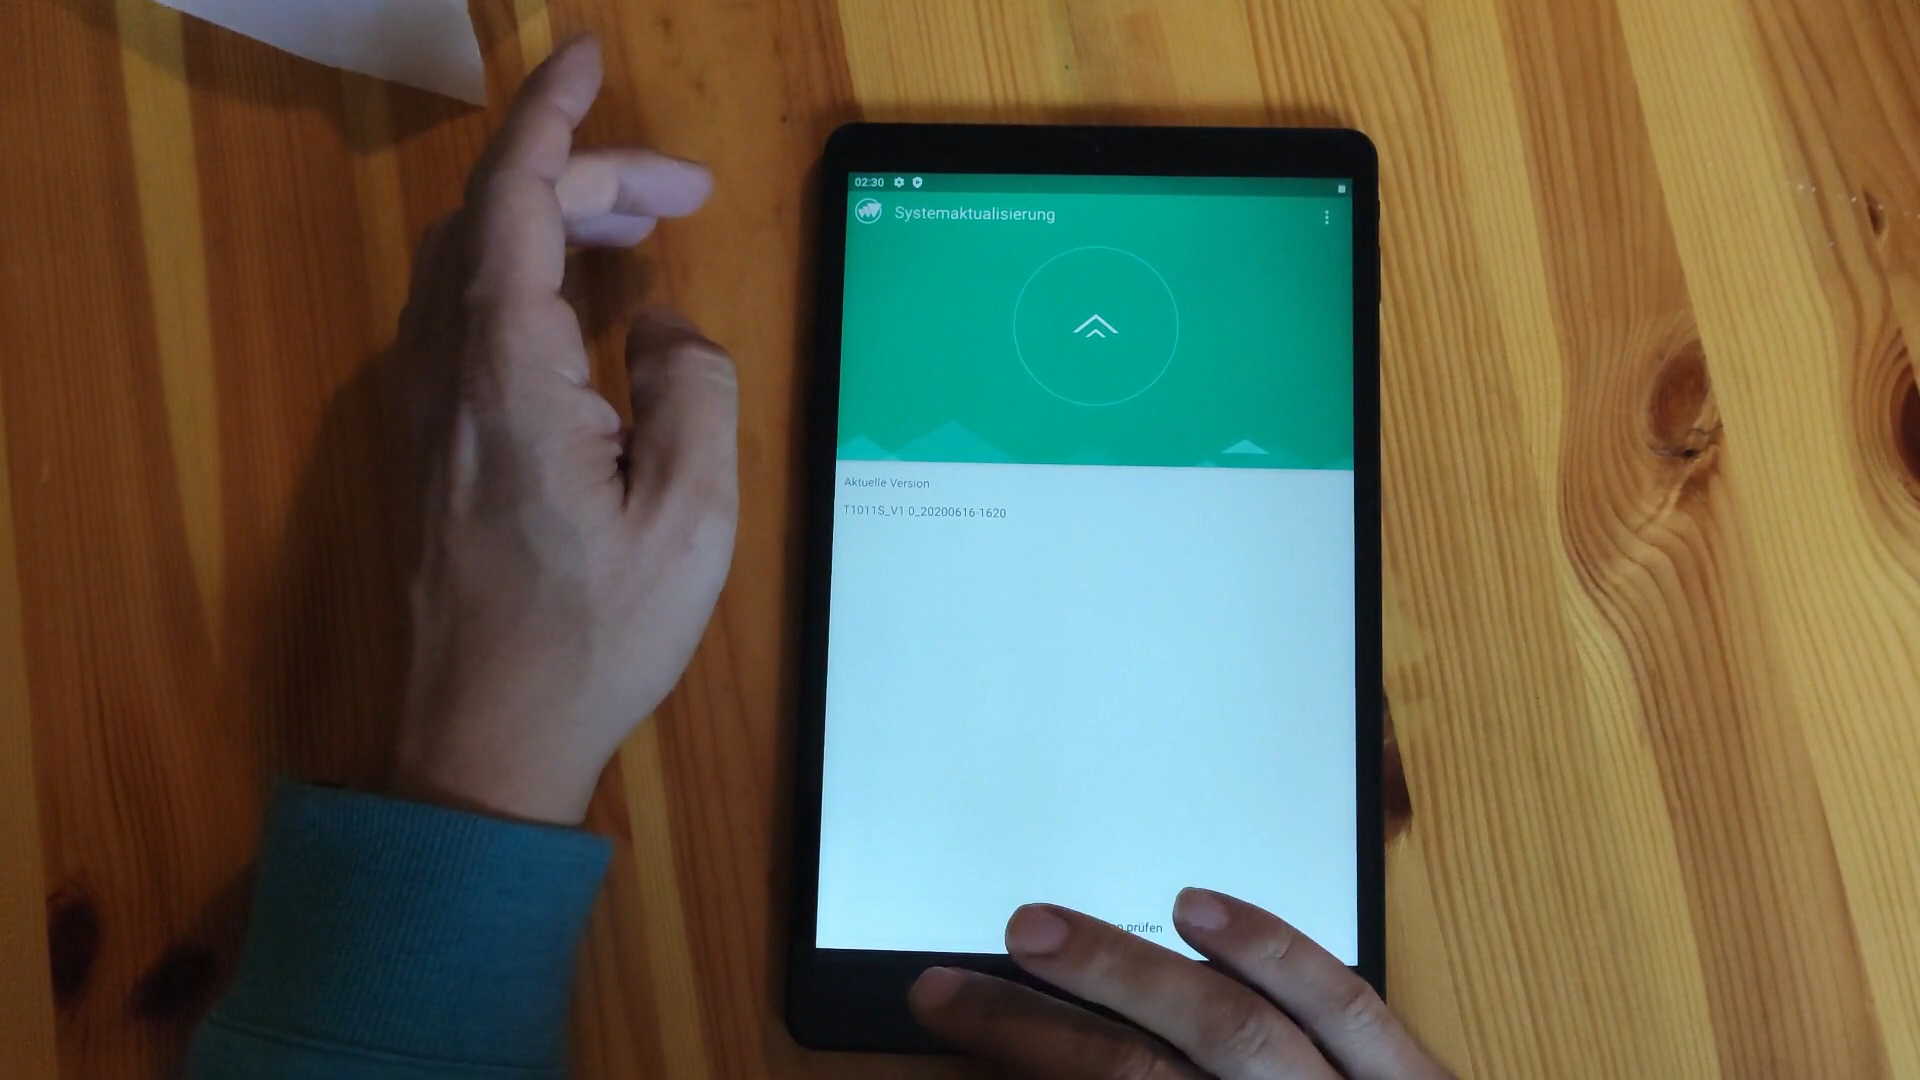 02:30
Systemaktualisierung
Aktuelle Version
T1011S_V1 0_20200616-1620
prüfen